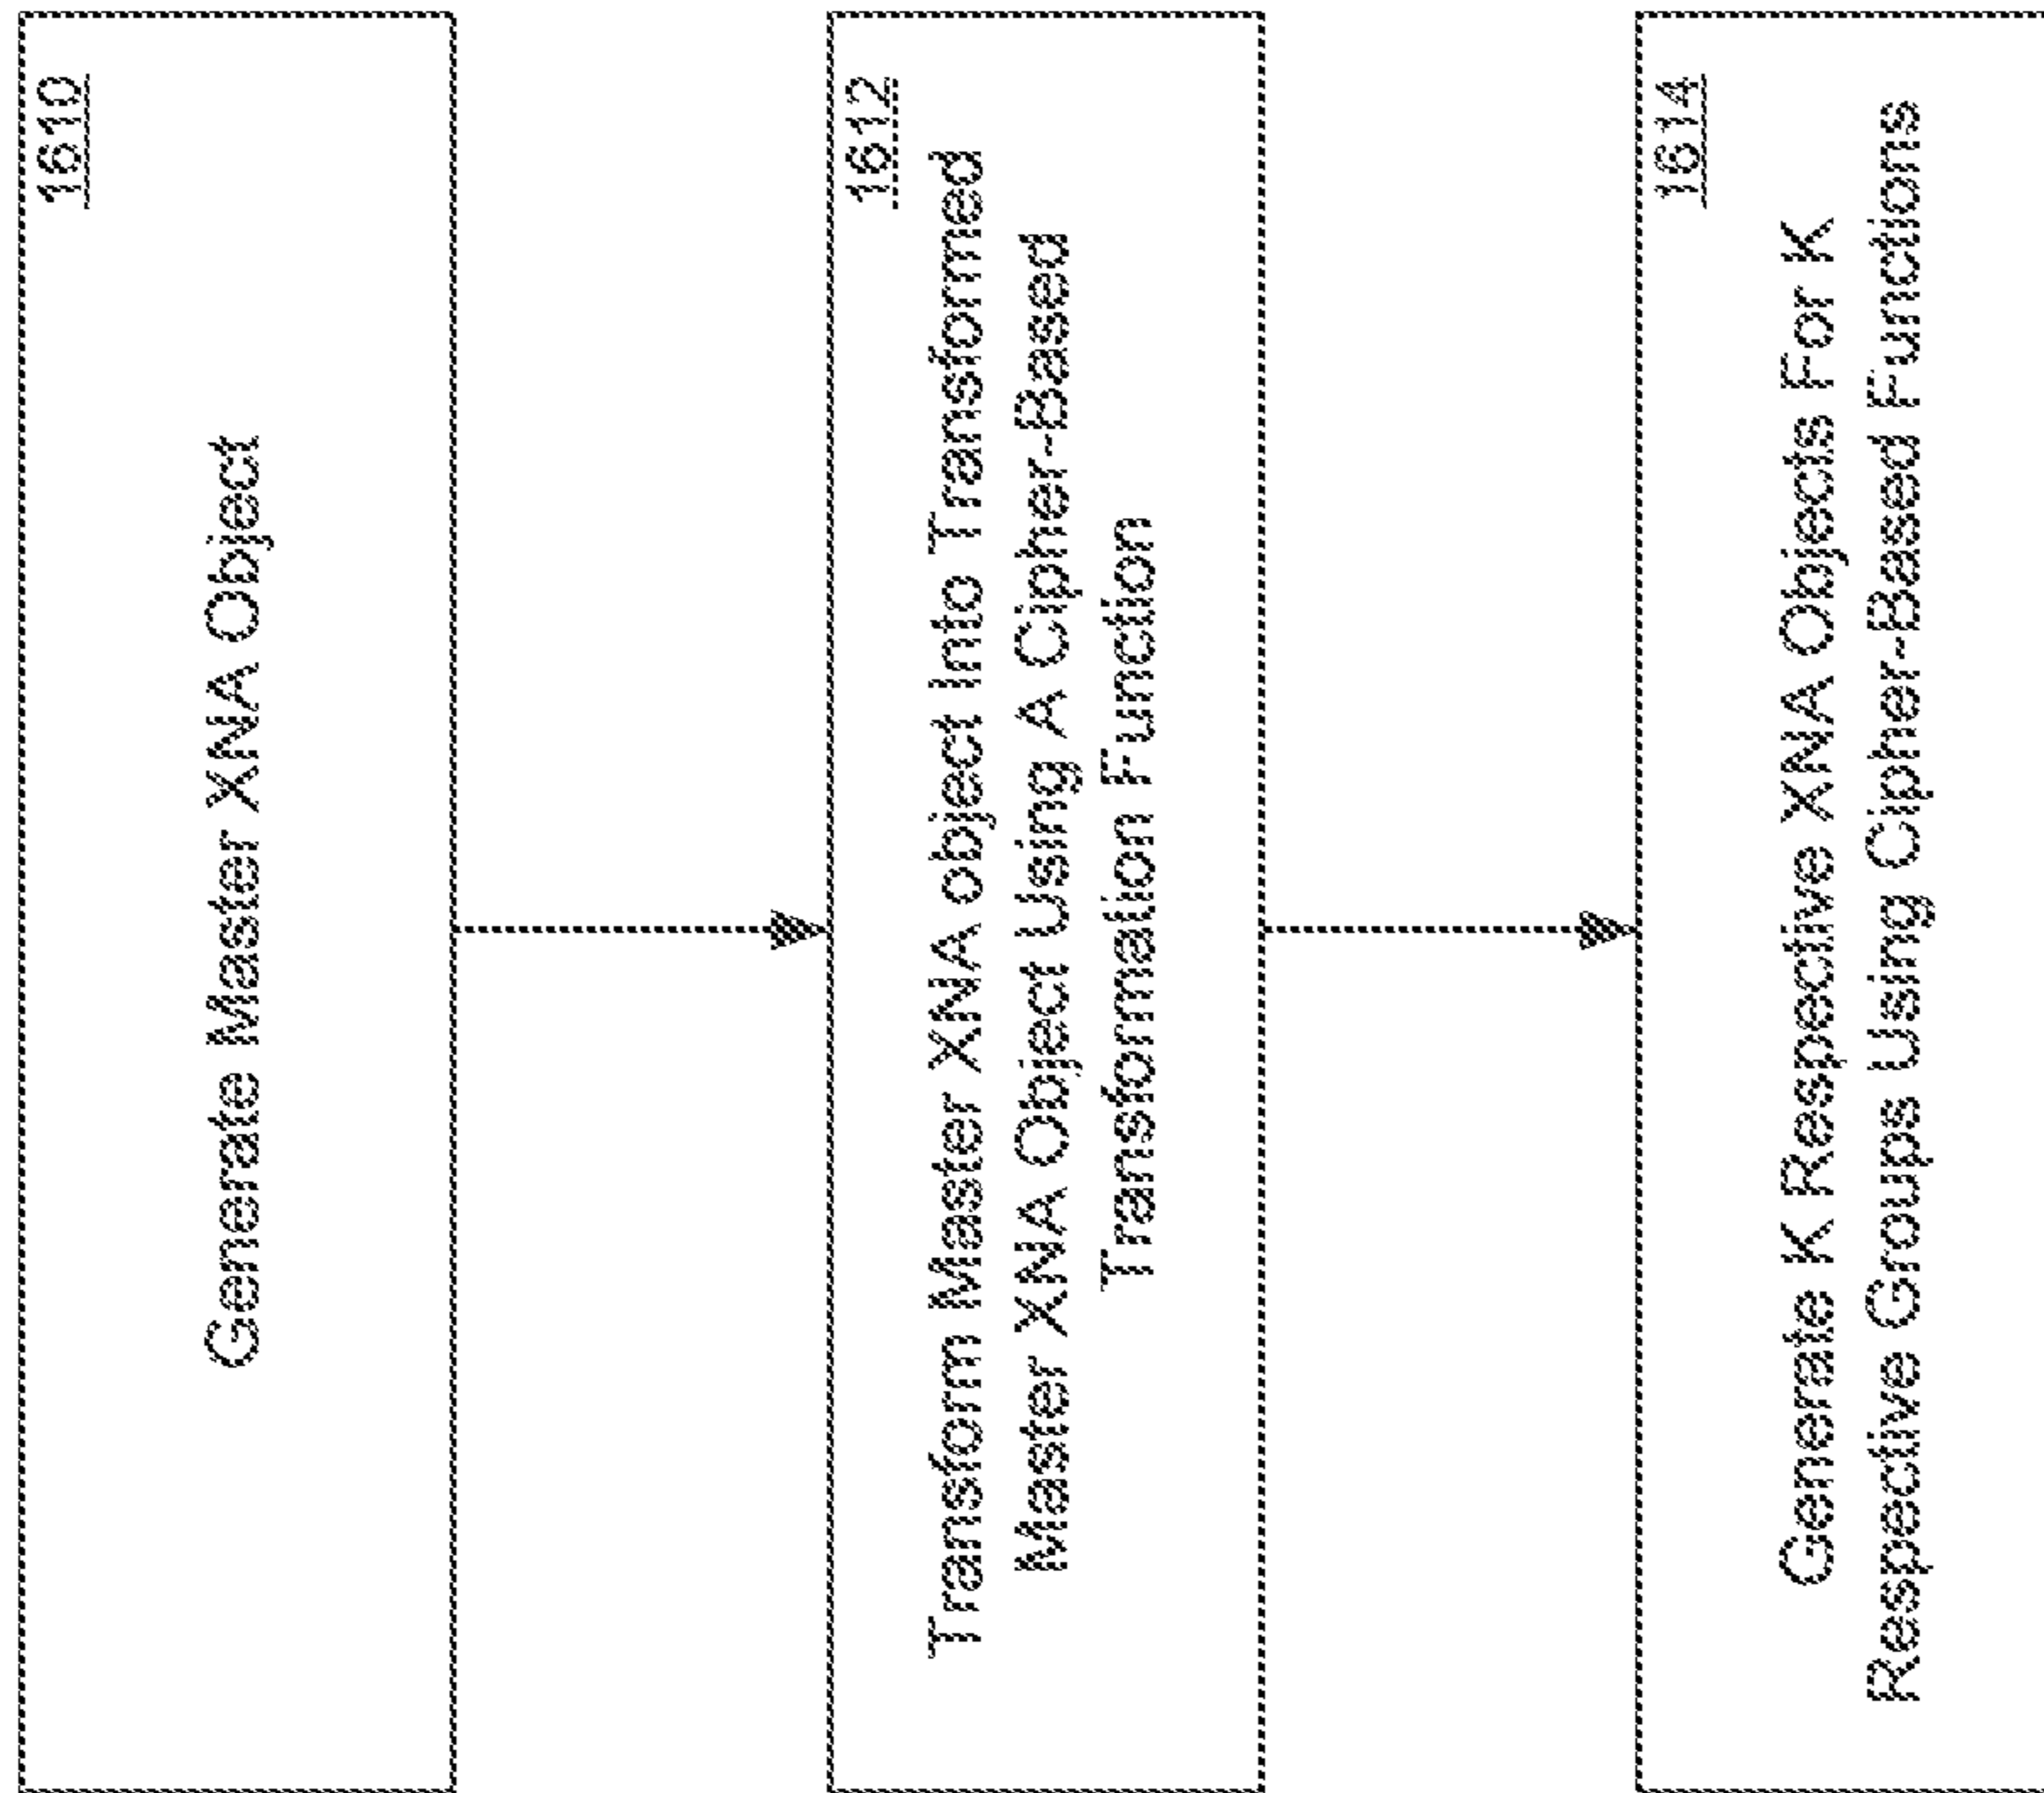 1610
Generate Master XNA Object
1612
Transform Master XNA object Into Transformed
Master XNA Object Using A Cipher-Based
Transformation Function
1614
Generate K Respective XNA Objects For K
Respective Groups Using Cipher-Based Functions